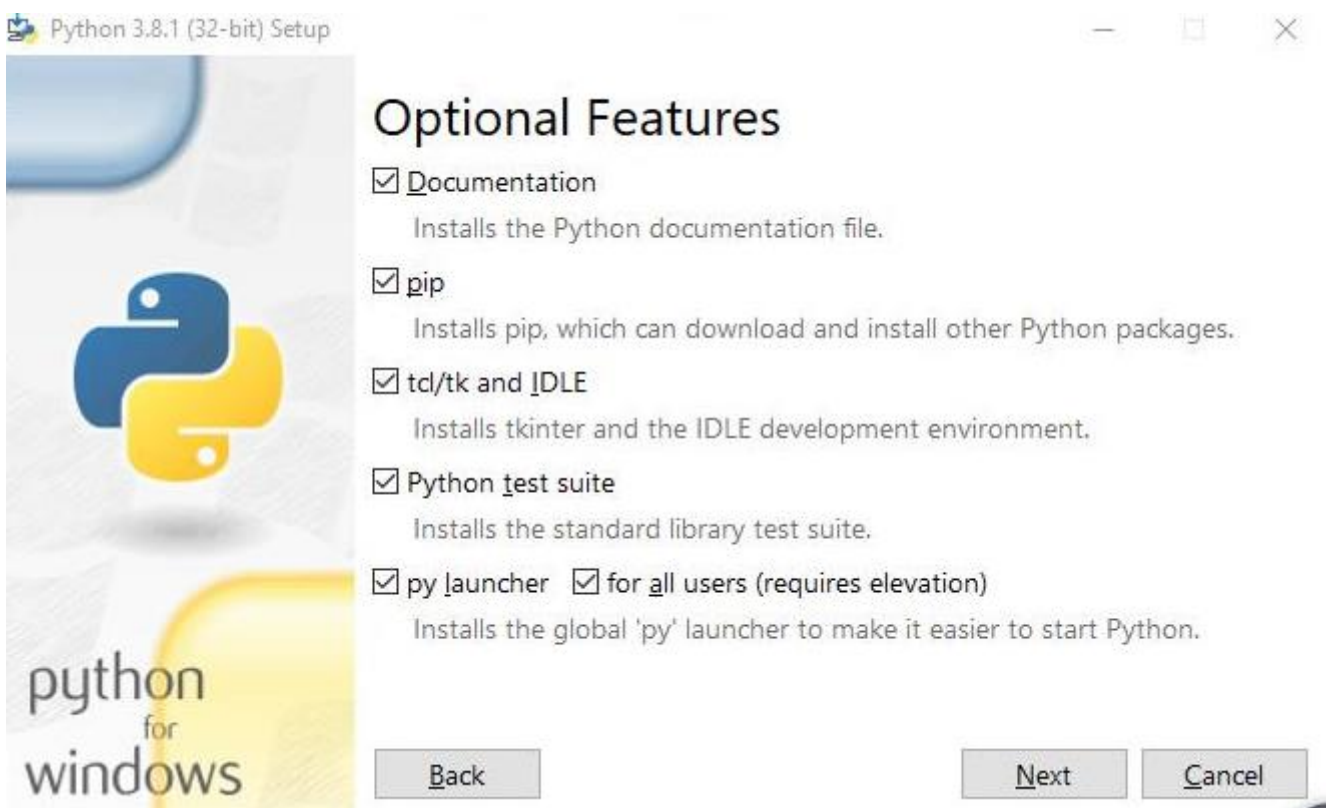 Python 3.8.1 (32-bit) Setup
Optional Features
Documentation
Installs the Python documentation file.
pip
Installs pip, which can download and install other Python packages.
tcl/tk and IDLE
Installs tkinter and the IDLE development environment.
Python test suite
Installs the standard library test suite.
py launcher for all users (requires elevation)
Installs the global 'py' launcher to make it easier to start Python.
python
for
windows
Back Next Cancel